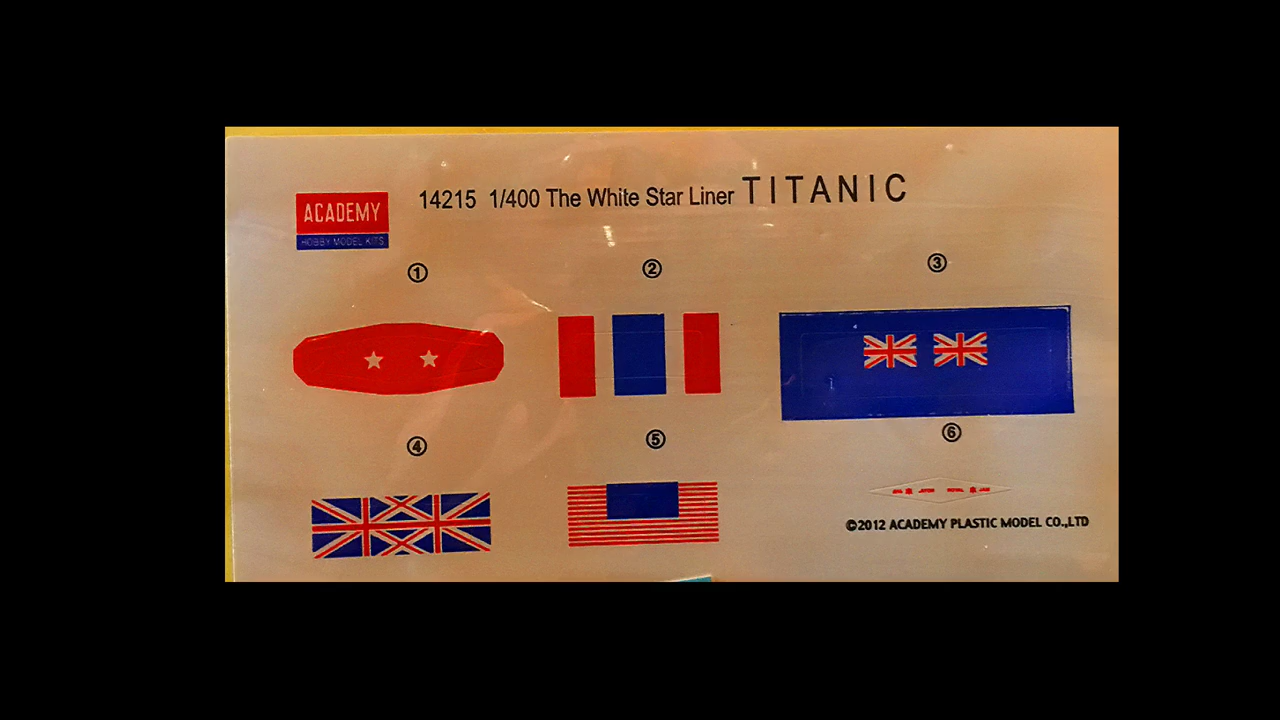 ACADEMY
HOBBY MODEL KITS
14215 1/400 The White Star Liner TITANIC
① ② ③
④ ⑤ ⑥
©2012 ACADEMY PLASTIC MODEL CO.,LTD